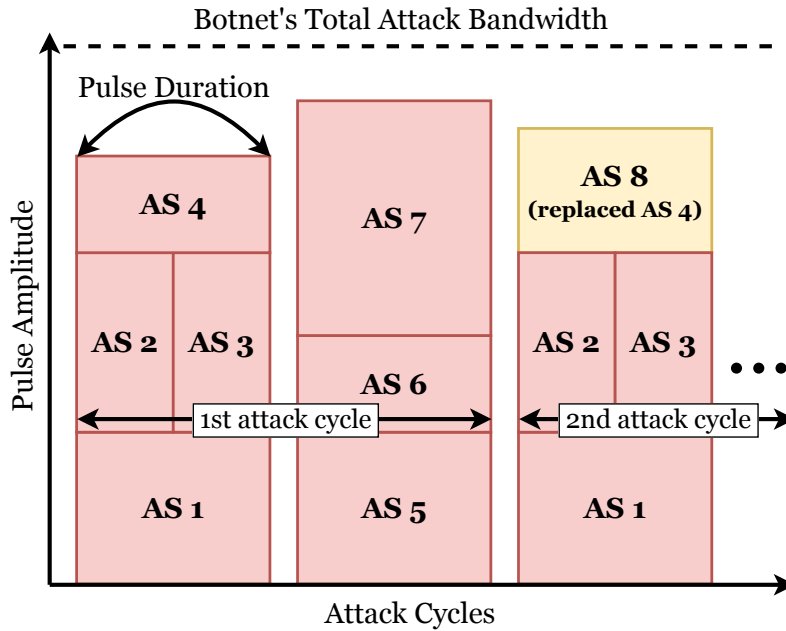 Botnet's Total Attack Bandwidth
Pulse Duration
Pulse Amplitude
AS 4
AS 2
AS 3
AS 1
AS 7
AS 6
AS 5
AS 8
(replaced AS 4)
AS 2
AS 3
AS 1
1st attack cycle
2nd attack cycle
Attack Cycles